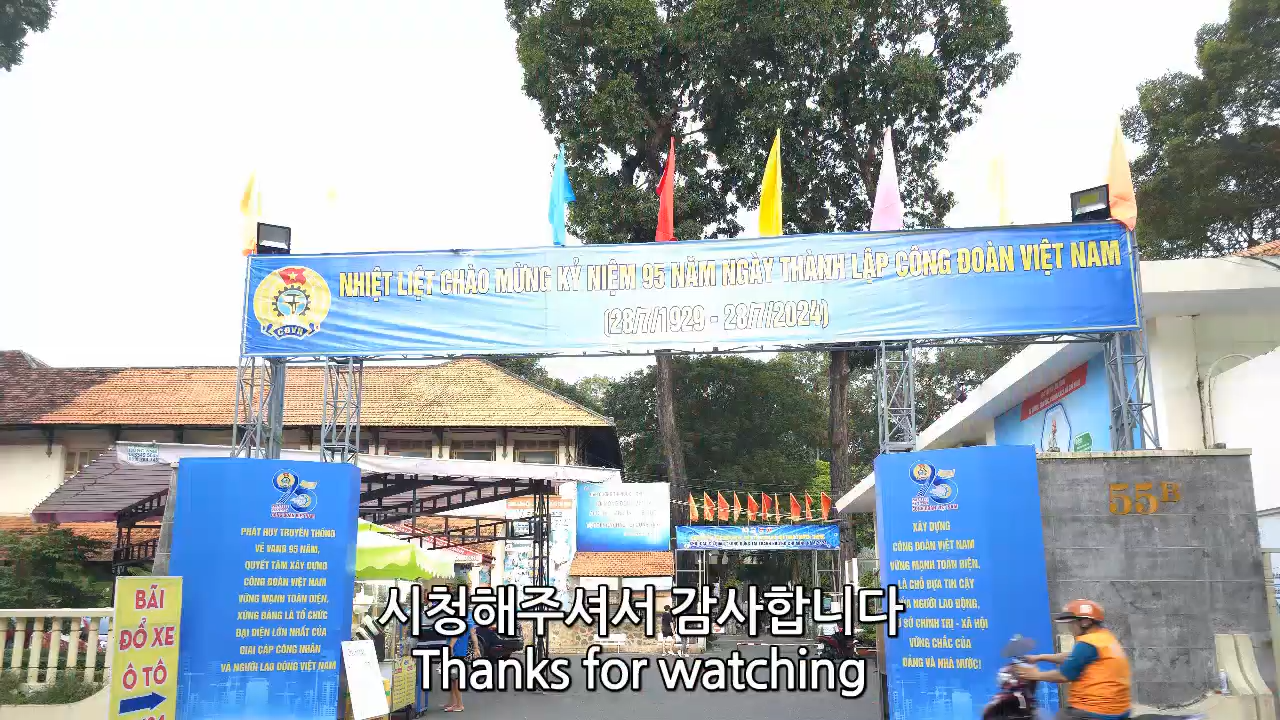 NHIỆT LIỆT CHÀO MỪNG KỶ NIỆM 95 NĂM NGÀY THÀNH LẬP CÔNG ĐOÀN VIỆT NAM
(28/7/1929 - 28/7/2024)
CĐVN
95
PHÁT HUY TRUYỀN THỐNG
VẺ VANG 95 NĂM,
QUYẾT TÂM XÂY DỰNG
CÔNG ĐOÀN VIỆT NAM
VỮNG MẠNH TOÀN DIỆN,
XỨNG ĐÁNG LÀ TỔ CHỨC
ĐẠI DIỆN LỚN NHẤT CỦA
GIAI CẤP CÔNG NHÂN
VÀ NGƯỜI LAO ĐỘNG VIỆT NAM
95
XÂY DỰNG
CÔNG ĐOÀN VIỆT NAM
VỮNG MẠNH TOÀN DIỆN,
LÀ CHỖ DỰA TIN CẬY
CỦA NGƯỜI LAO ĐỘNG,
CƠ SỞ CHÍNH TRỊ - XÃ HỘI
VỮNG CHẮC CỦA
ĐẢNG VÀ NHÀ NƯỚC!
55B
BÃI
ĐỖ XE
Ô TÔ
시청해주셔서 감사합니다
Thanks for watching